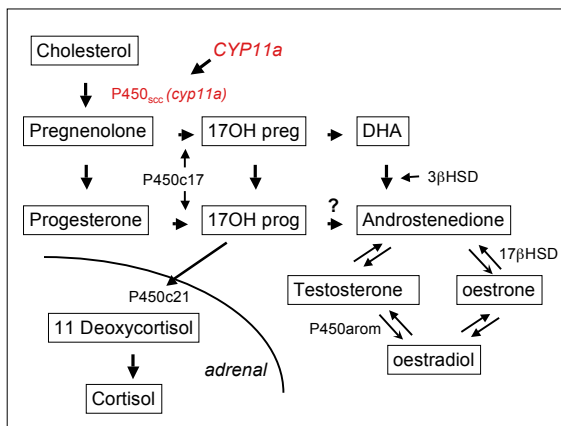 Cholesterol
CYP11a
P450scc (cyp11a)
Pregnenolone
17OH preg
DHA
P450c17
3βHSD
?
Progesterone
17OH prog
Androstenedione
17βHSD
P450c21
Testosterone
oestrone
11 Deoxycortisol
P450arom
adrenal
oestradiol
Cortisol